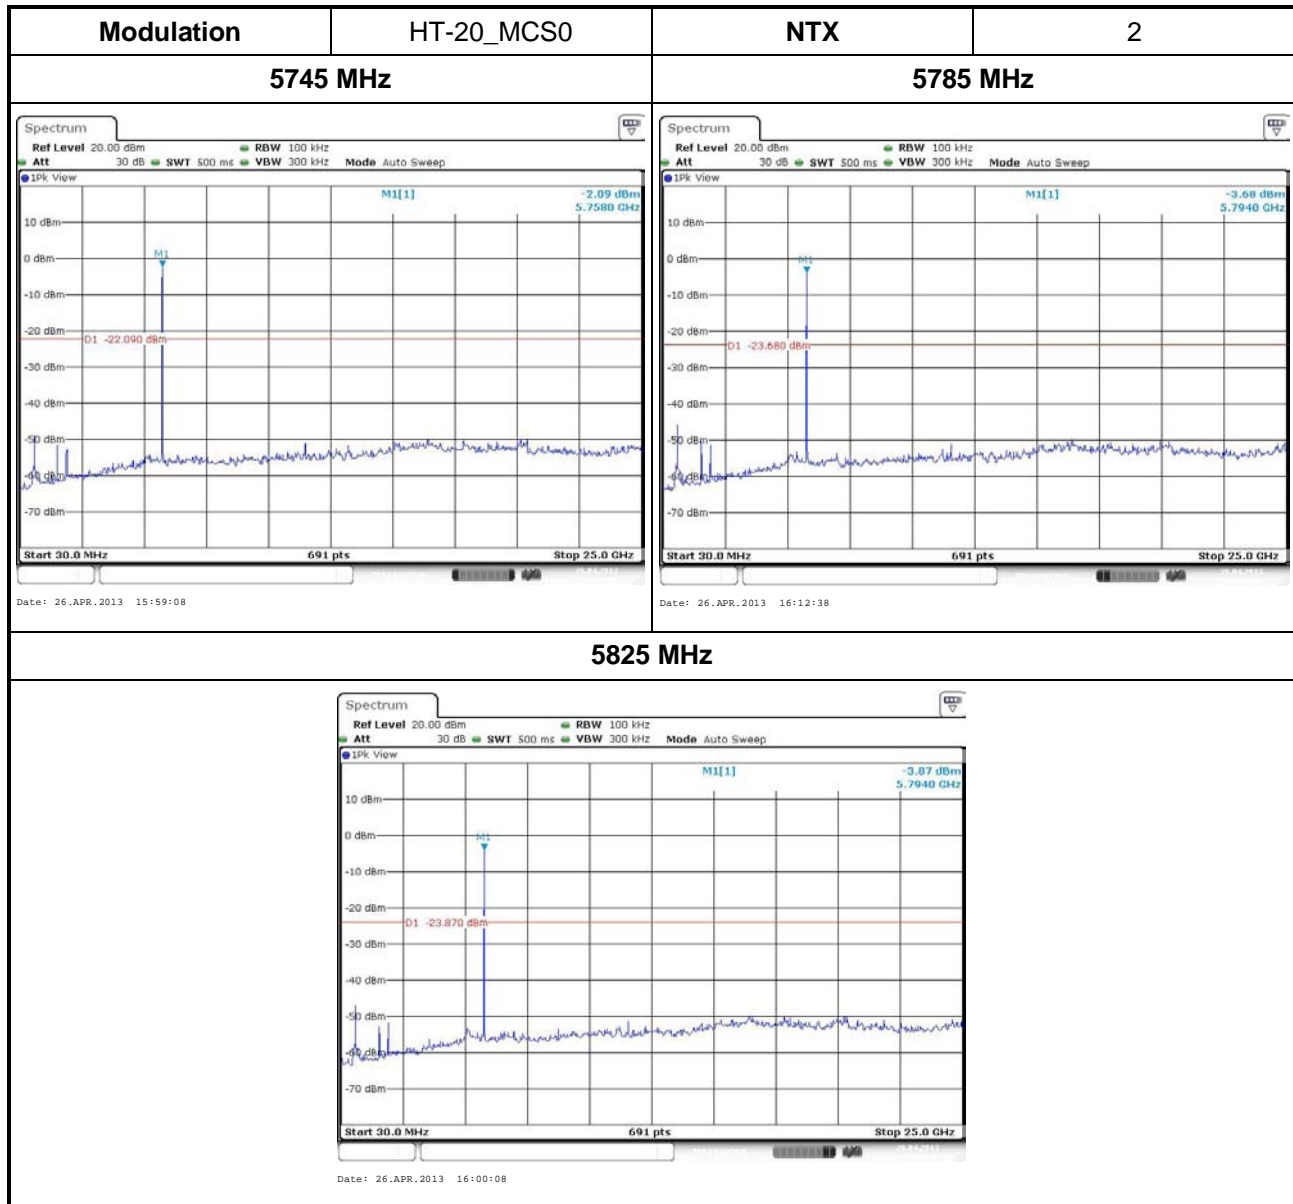 Modulation HT-20_MCS0 NTX 2
5745 MHz 5785 MHz
Spectrum
Ref Level 20.00 dBm RBW 100 kHz
Att 30 dB SWT 500 ms VBW 300 kHz Mode Auto Sweep
1Pk View
M1[1] -2.09 dBm
5.7580 GHz
10 dBm
M1
0 dBm
-10 dBm
-20 dBm
D1 -22.090 dBm
-30 dBm
-40 dBm
-50 dBm
-60 dBm
-70 dBm
Start 30.0 MHz 691 pts Stop 25.0 GHz
Date: 26.APR.2013 15:59:08
Spectrum
Ref Level 20.00 dBm RBW 100 kHz
Att 30 dB SWT 500 ms VBW 300 kHz Mode Auto Sweep
1Pk View
M1[1] -3.68 dBm
5.7940 GHz
10 dBm
0 dBm M1
-10 dBm
-20 dBm
D1 -23.680 dBm
-30 dBm
-40 dBm
-50 dBm
-60 dBm
-70 dBm
Start 30.0 MHz 691 pts Stop 25.0 GHz
Date: 26.APR.2013 16:12:38
5825 MHz
Spectrum
Ref Level 20.00 dBm RBW 100 kHz
Att 30 dB SWT 500 ms VBW 300 kHz Mode Auto Sweep
1Pk View
M1[1] -3.87 dBm
5.7940 GHz
10 dBm
0 dBm M1
-10 dBm
-20 dBm
D1 -23.870 dBm
-30 dBm
-40 dBm
-50 dBm
-60 dBm
-70 dBm
Start 30.0 MHz 691 pts Stop 25.0 GHz
Date: 26.APR.2013 16:00:08